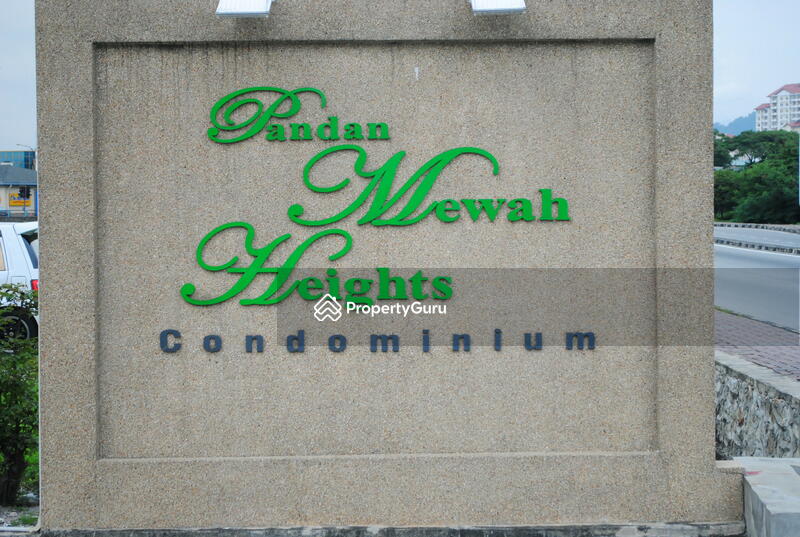 Pandan
Mewah
Heights
PropertyGuru
Condominium